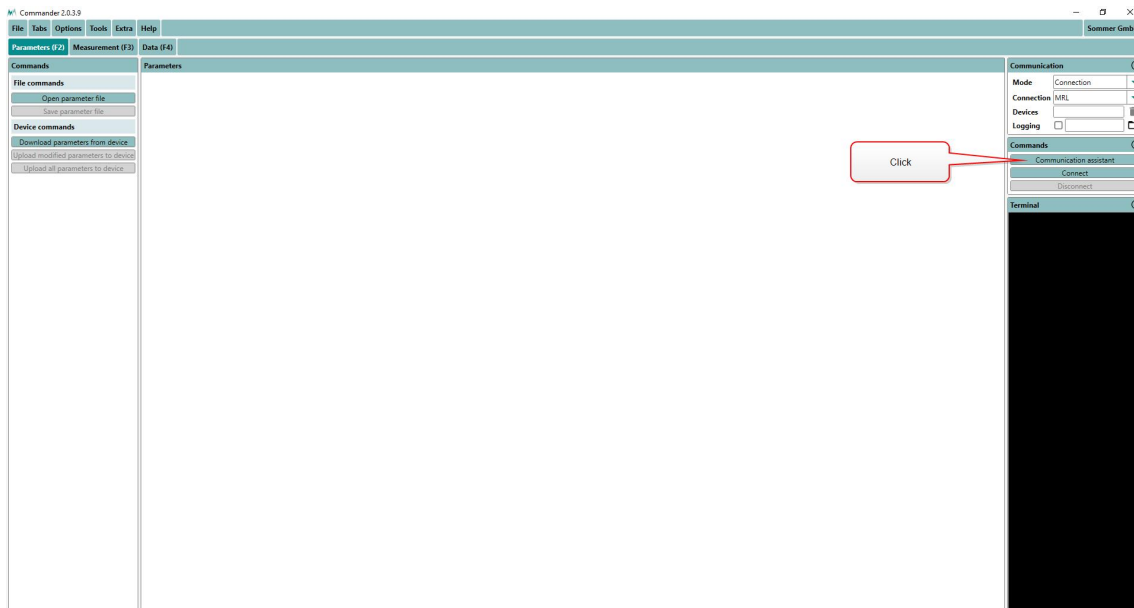 Commander 2.0.3.9
File Tabs Options Tools Extra Help
Sommer Gmb
Parameters (F2) Measurement (F3) Data (F4)
Commands
File commands
Open parameter file
Save parameter file
Device commands
Download parameters from device
Upload modified parameters to device
Upload all parameters to device
Parameters
Click
Communication
Mode Connection
Connection MRL
Devices
Logging
Commands
Communication assistant
Connect
Disconnect
Terminal